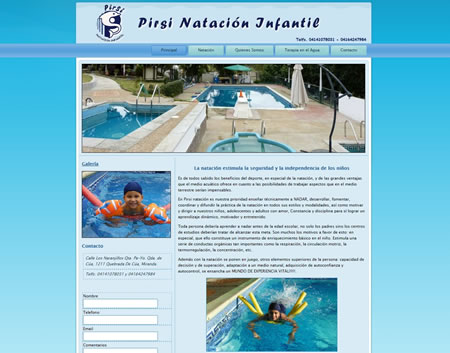 Pirsi
Pirsi Natación Infantil
Telfs. 04141078031 - 04164247984
Principal
Natación
Quienes Somos
Terapia en el Agua
Contacto
Galería
Contacto
Calle Los Naranjillos Qta. Pa Yo. Qda. de
Cúa, 1211 Quebrada De Cúa, Miranda
Telfs. 04141078031 y 04164247984
Nombre
Telefono
Email
Comentarios
La natación estimula la seguridad y la independencia de los niños
Es de todos sabido los beneficios del deporte, en especial de la natación, y de las grandes ventajas
que el medio acuático ofrece en cuanto a las posibilidades de trabajar aspectos que en el medio
terrestre serían impensables.
En Pirsi natación es nuestra prioridad enseñar técnicamente a NADAR, desarrollar, fomentar,
coordinar y difundir la práctica de la natación en todos sus estilos y modalidades, así como motivar
y dirigir a nuestros niños, adolescentes y adultos con amor, Constancia y disciplina para el lograr un
aprendizaje dinámico, motivador y entretenido.
Toda persona debería aprender a nadar antes de la edad escolar, no solo los padres sino los centros
de estudios deberían tratar de alcanzar esta meta. Son muchos los motivos a favor de esto: en
especial, que ello constituye un instrumento de enriquecimiento básico en el niño. Estimula una
serie de conductas orgánicas tan importantes como la respiración, la circulación motora, la
termorregulación, la concentración, etc.
Además con la natación se ponen en juego, otros elementos superiores de la persona: capacidad de
decisión y de superación, adaptación a un medio natural; adquisición de autoconfianza y
autocontrol, se ensancha un MUNDO DE EXPERIENCIA VITAL!!!!!.